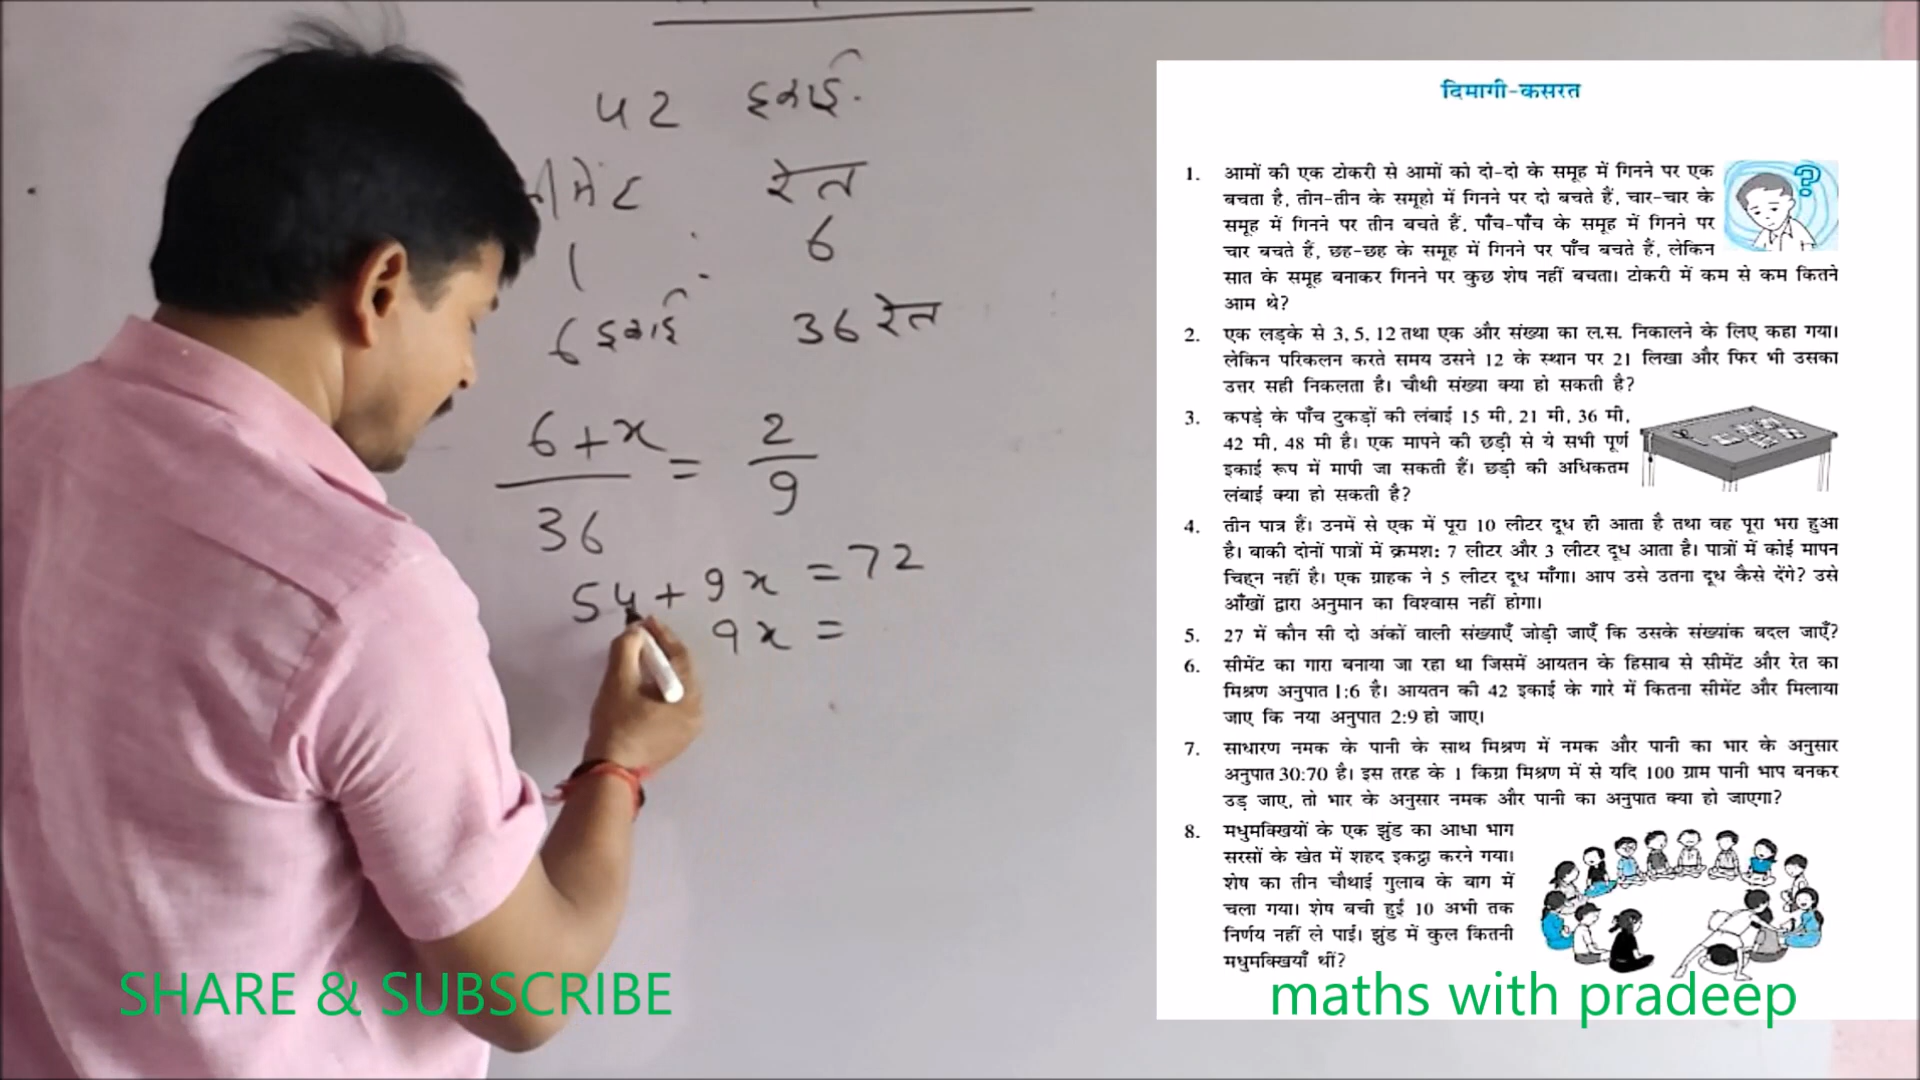 42 इकाई
रेत
1 : 6
6 इकाई 36 रेत
6+x/36 = 2/9
54 + 9x = 72
9x =
दिमागी-कसरत
1. आमों की एक टोकरी से आमों को दो-दो के समूह में गिनने पर एक
बचता है, तीन-तीन के समूहो में गिनने पर दो बचते हैं, चार-चार के
समूह में गिनने पर तीन बचते हैं, पाँच-पाँच के समूह में गिनने पर
चार बचते हैं, छह-छह के समूह में गिनने पर पाँच बचते हैं, लेकिन
सात के समूह बनाकर गिनने पर कुछ शेष नहीं बचता। टोकरी में कम से कम कितने
आम थे?
2. एक लड़के से 3, 5, 12 तथा एक और संख्या का ल.स. निकालने के लिए कहा गया।
लेकिन परिकलन करते समय उसने 12 के स्थान पर 21 लिखा और फिर भी उसका
उत्तर सही निकलता है। चौथी संख्या क्या हो सकती है?
3. कपड़े के पाँच टुकड़ों की लंबाई 15 मी, 21 मी, 36 मी,
42 मी, 48 मी है। एक मापने की छड़ी से ये सभी पूर्ण
इकाई रूप में मापी जा सकती हैं। छड़ी की अधिकतम
लंबाई क्या हो सकती है?
4. तीन पात्र हैं। उनमें से एक में पूरा 10 लीटर दूध ही आता है तथा वह पूरा भरा हुआ
है। बाकी दोनों पात्रों में क्रमश: 7 लीटर और 3 लीटर दूध आता है। पात्रों में कोई मापन
चिह्न नहीं है। एक ग्राहक ने 5 लीटर दूध माँगा। आप उसे उतना दूध कैसे देंगे? उसे
आँखों द्वारा अनुमान का विश्वास नहीं होगा।
5. 27 में कौन सी दो अंकों वाली संख्याएँ जोड़ी जाएँ कि उसके संख्यांक बदल जाएँ?
6. सीमेंट का गारा बनाया जा रहा था जिसमें आयतन के हिसाब से सीमेंट और रेत का
मिश्रण अनुपात 1:6 है। आयतन की 42 इकाई के गारे में कितना सीमेंट और मिलाया
जाए कि नया अनुपात 2:9 हो जाए।
7. साधारण नमक के पानी के साथ मिश्रण में नमक और पानी का भार के अनुसार
अनुपात 30:70 है। इस तरह के 1 किग्रा मिश्रण में से यदि 100 ग्राम पानी भाप बनकर
उड़ जाए, तो भार के अनुसार नमक और पानी का अनुपात क्या हो जाएगा?
8. मधुमक्खियों के एक झुंड का आधा भाग
सरसों के खेत में शहद इकट्ठा करने गया।
शेष का तीन चौथाई गुलाब के बाग में
चला गया। शेष बची हुई 10 अभी तक
निर्णय नहीं ले पाईं। झुंड में कुल कितनी
मधुमक्खियाँ थीं?
SHARE & SUBSCRIBE
maths with pradeep